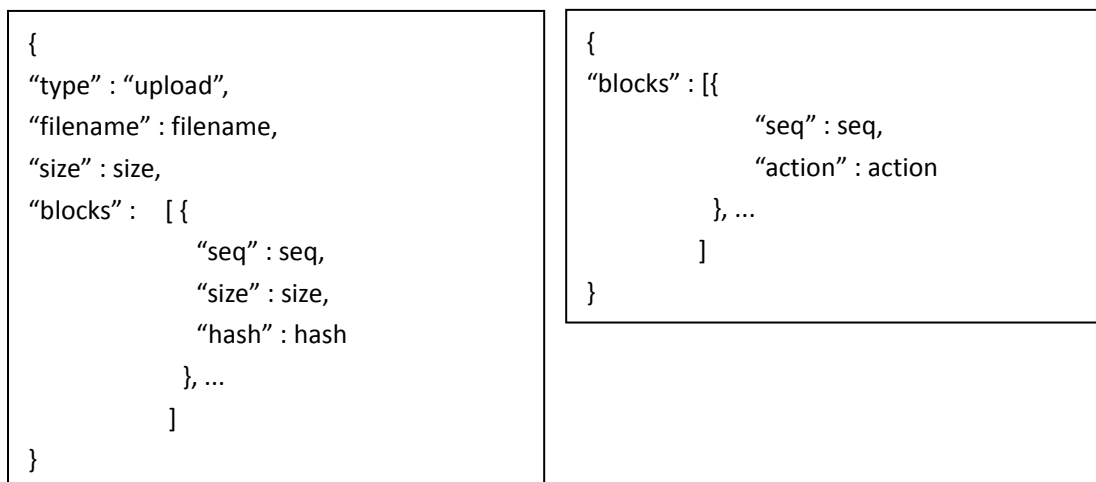 {
“type” : “upload”,
“filename” : filename,
“size” : size,
“blocks” : [ {
“seq” : seq,
“size” : size,
“hash” : hash
}, ...
]
}
{
“blocks” : [{
“seq” : seq,
“action” : action
}, ...
]
}